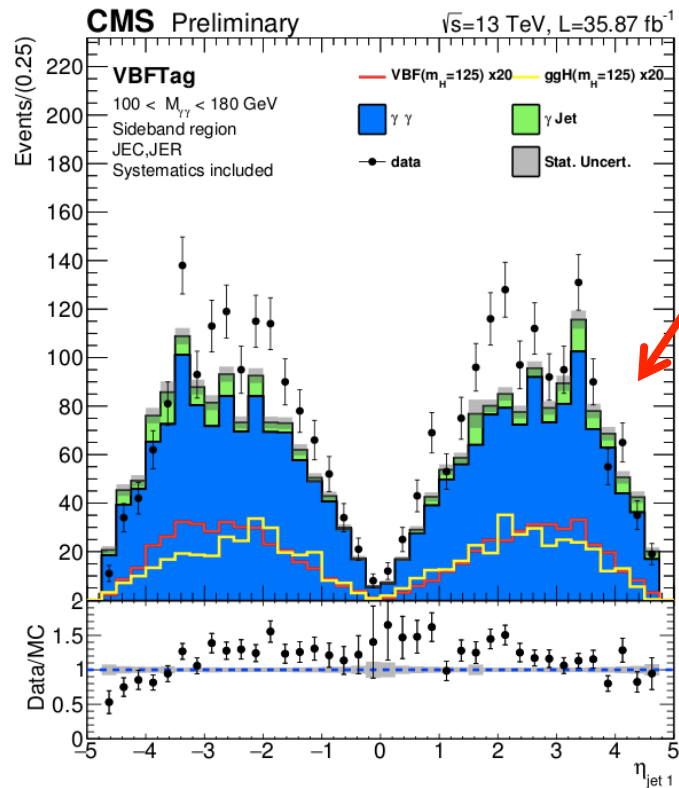 CMS Preliminary √s=13 TeV, L=35.87 fb⁻¹
Events/(0.25)
220
200
180
160
140
120
100
80
60
40
20
VBFTag
100 < M_γγ < 180 GeV
Sideband region
JEC,JER
Systematics included
VBF(m_H=125) x20
ggH(m_H=125) x20
γ γ
γ Jet
data
Stat. Uncert.
Data/MC
2
1.5
1
0.5
0
−5 −4 −3 −2 −1 0 1 2 3 4 5
η_jet 1